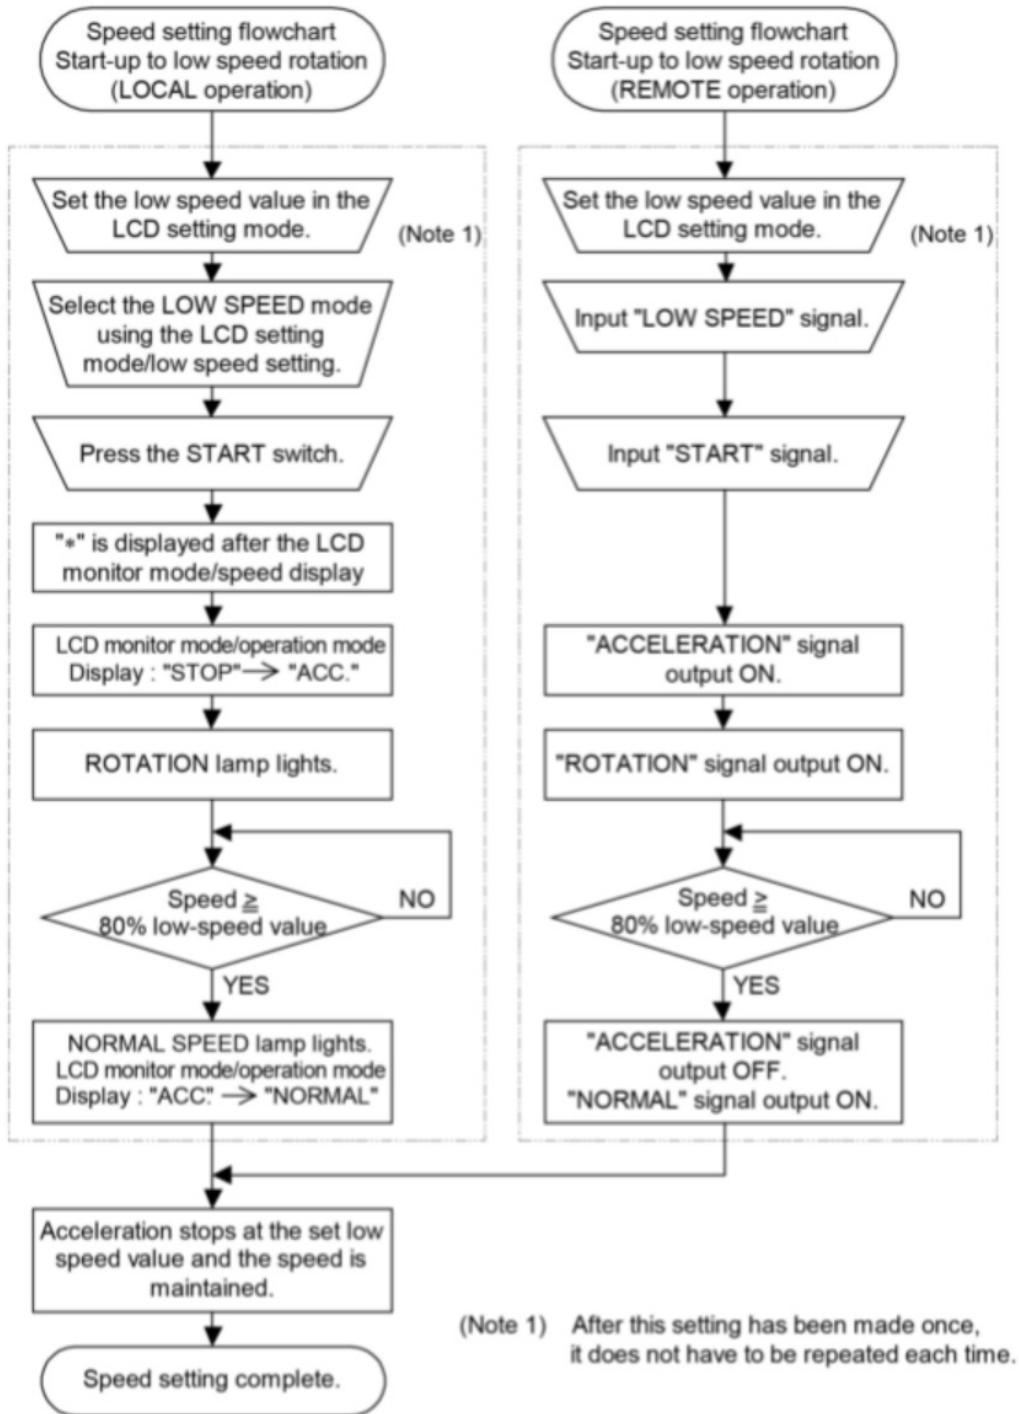 Speed setting flowchart
Start-up to low speed rotation
(LOCAL operation)
Set the low speed value in the
LCD setting mode.
(Note 1)
Select the LOW SPEED mode
using the LCD setting
mode/low speed setting.
Press the START switch.
"*" is displayed after the LCD
monitor mode/speed display
LCD monitor mode/operation mode
Display : "STOP"→ "ACC."
ROTATION lamp lights.
Speed ≧
80% low-speed value
NO
YES
NORMAL SPEED lamp lights.
LCD monitor mode/operation mode
Display : "ACC." → "NORMAL"
Speed setting flowchart
Start-up to low speed rotation
(REMOTE operation)
Set the low speed value in the
LCD setting mode.
(Note 1)
Input "LOW SPEED" signal.
Input "START" signal.
"ACCELERATION" signal
output ON.
"ROTATION" signal output ON.
Speed ≧
80% low-speed value
NO
YES
"ACCELERATION" signal
output OFF.
"NORMAL" signal output ON.
Acceleration stops at the set low
speed value and the speed is
maintained.
Speed setting complete.
(Note 1) After this setting has been made once,
it does not have to be repeated each time.